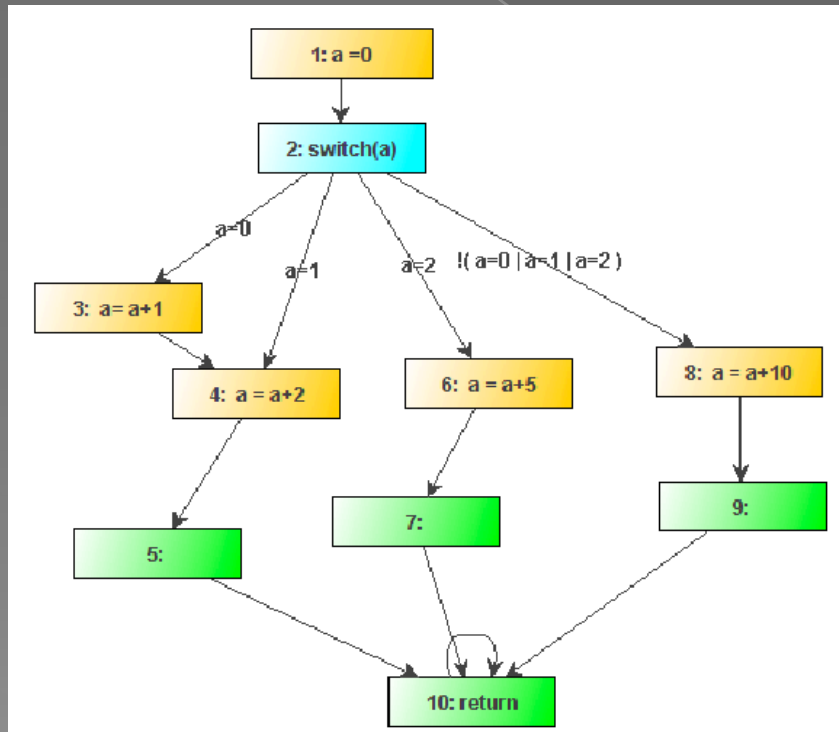 1: a =0
2: switch(a)
a=0
a=1
a=2
!( a=0 | a=1 | a=2 )
3:  a= a+1
4:  a = a+2
6:  a = a+5
8:  a = a+10
5:
7:
9:
10: return